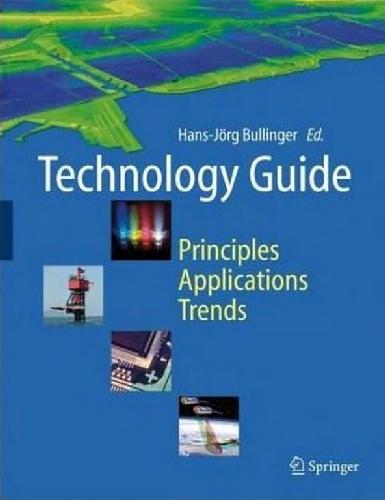 Hans-Jörg Bullinger Ed.
Technology Guide
Principles
Applications
Trends
Springer